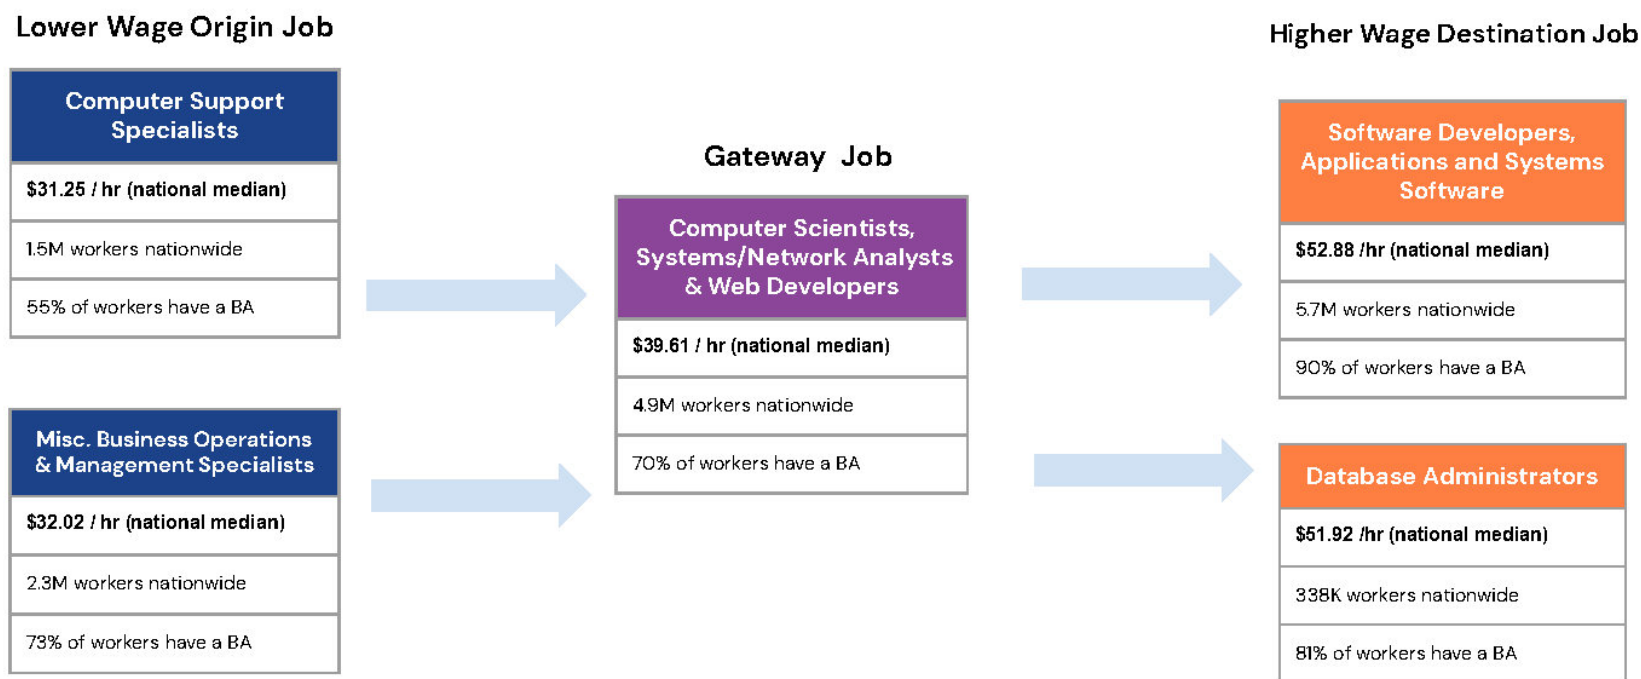 Lower Wage Origin Job
Computer Support
Specialists
$31.25 / hr (national median)
1.5M workers nationwide
55% of workers have a BA
Misc. Business Operations
& Management Specialists
$32.02 / hr (national median)
2.3M workers nationwide
73% of workers have a BA
Gateway Job
Computer Scientists,
Systems/Network Analysts
& Web Developers
$39.61 / hr (national median)
4.9M workers nationwide
70% of workers have a BA
Higher Wage Destination Job
Software Developers,
Applications and Systems
Software
$52.88 /hr (national median)
5.7M workers nationwide
90% of workers have a BA
Database Administrators
$51.92 /hr (national median)
338K workers nationwide
81% of workers have a BA